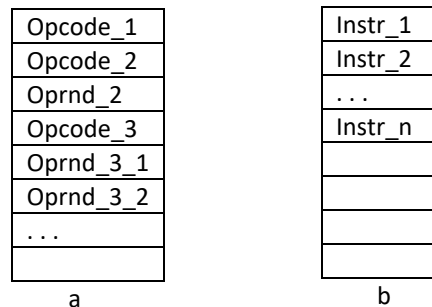 Opcode_1
Opcode_2
Oprnd_2
Opcode_3
Oprnd_3_1
Oprnd_3_2
. . .
a
Instr_1
Instr_2
. . .
Instr_n
b